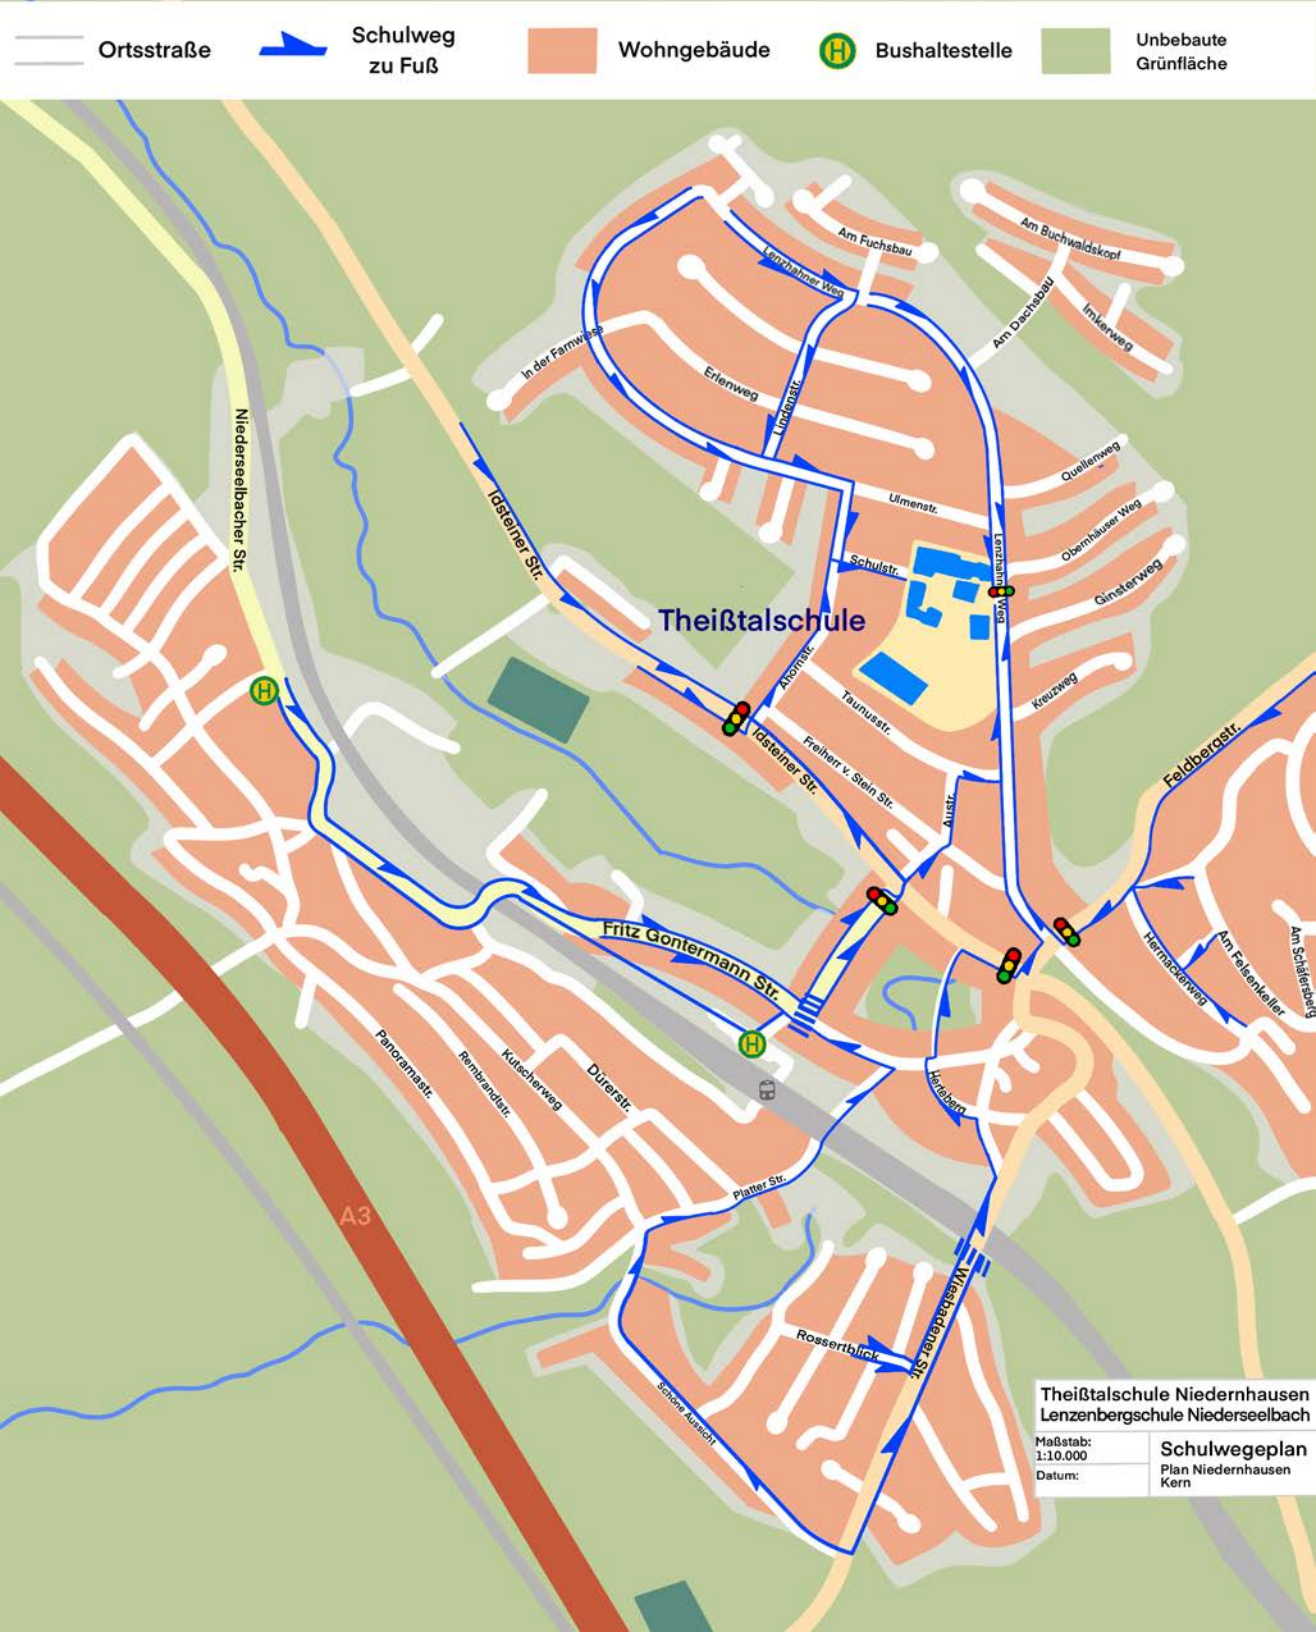 Ortsstraße
Schulweg
zu Fuß
Wohngebäude
H
Bushaltestelle
Unbebaute
Grünfläche
Am Fuchsbau
Am Buchwaldskopf
Lenzhahner Weg
Am Dachsbau
Imkerweg
In der Farnwiese
Erlenweg
Lindenstr.
Niederseelbacher Str.
Quellenweg
Ulmenstr.
Idsteiner Str.
Obernhäuser Weg
Schulstr.
Lenzhahner Weg
Ginsterweg
Theißtalschule
Ahornstr.
Kreuzweg
H
Taunusstr.
Idsteiner Str.
Freiherr v. Stein Str.
Feldbergstr.
Austr.
Fritz Gontermann Str.
Herrnackerweg
Am Felsenkeller
Am Schäfersberg
H
Panoramastr.
Rembrandtstr.
Kutscherweg
Dürerstr.
Herteberg
Platter Str.
A3
Wiesbadener Str.
Rossertblick
Schöne Aussicht
Theißtalschule Niedernhausen
Lenzenbergschule Niederseelbach
Maßstab:
1:10.000
Datum:
Schulwegeplan
Plan Niedernhausen
Kern